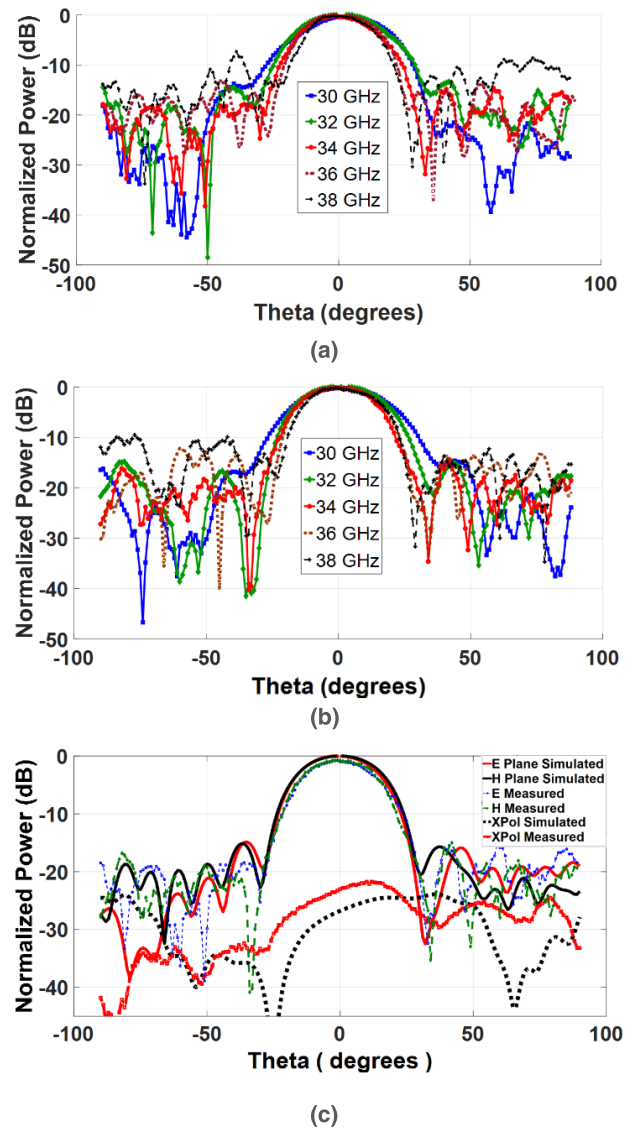 0
-10
-20
-30
-40
-50
Normalized Power (dB)
30 GHz
32 GHz
34 GHz
36 GHz
38 GHz
-100
-50
0
50
100
Theta (degrees)
(a)
0
-10
-20
-30
-40
-50
Normalized Power (dB)
30 GHz
32 GHz
34 GHz
36 GHz
38 GHz
-100
-50
0
50
100
Theta (degrees)
(b)
0
-10
-20
-30
-40
Normalized Power (dB)
E Plane Simulated
H Plane Simulated
E Measured
H Measured
XPol Simulated
XPol Measured
-100
-50
0
50
100
Theta ( degrees )
(c)